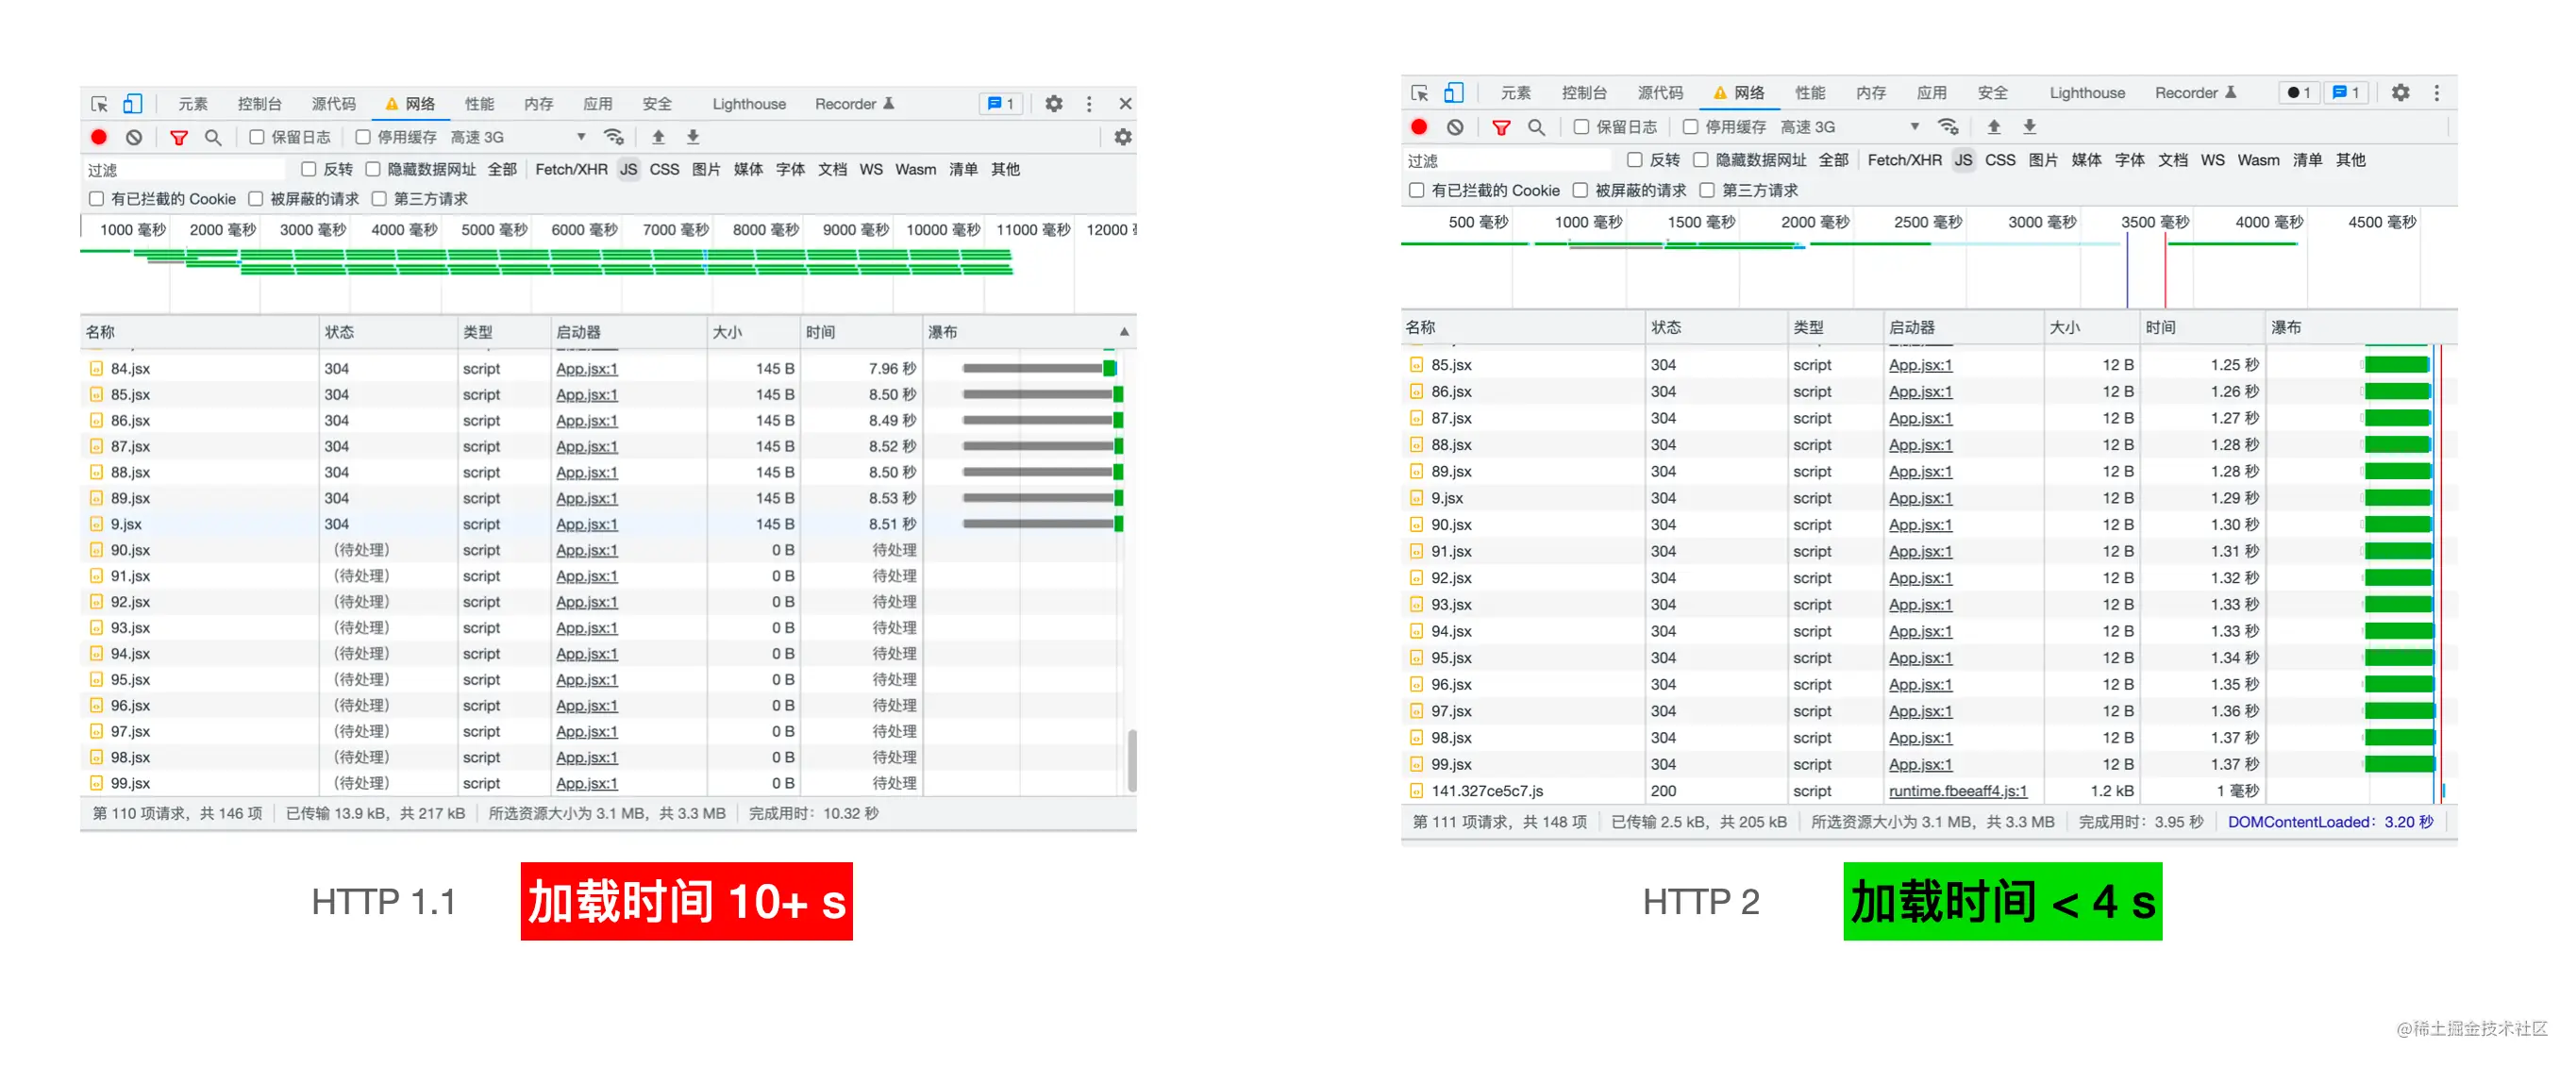 元素 控制台 源代码 网络 性能 内存 应用 安全 Lighthouse Recorder 1
保留日志 停用缓存 高速 3G
过滤 反转 隐藏数据网址 全部 Fetch/XHR JS CSS 图片 媒体 字体 文档 WS Wasm 清单 其他
有已拦截的 Cookie 被屏蔽的请求 第三方请求
1000 毫秒 2000 毫秒 3000 毫秒 4000 毫秒 5000 毫秒 6000 毫秒 7000 毫秒 8000 毫秒 9000 毫秒 10000 毫秒 11000 毫秒 12000
名称 状态 类型 启动器 大小 时间 瀑布
84.jsx 304 script App.jsx:1 145 B 7.96 秒
85.jsx 304 script App.jsx:1 145 B 8.50 秒
86.jsx 304 script App.jsx:1 145 B 8.49 秒
87.jsx 304 script App.jsx:1 145 B 8.52 秒
88.jsx 304 script App.jsx:1 145 B 8.50 秒
89.jsx 304 script App.jsx:1 145 B 8.53 秒
9.jsx 304 script App.jsx:1 145 B 8.51 秒
90.jsx （待处理） script App.jsx:1 0 B 待处理
91.jsx （待处理） script App.jsx:1 0 B 待处理
92.jsx （待处理） script App.jsx:1 0 B 待处理
93.jsx （待处理） script App.jsx:1 0 B 待处理
94.jsx （待处理） script App.jsx:1 0 B 待处理
95.jsx （待处理） script App.jsx:1 0 B 待处理
96.jsx （待处理） script App.jsx:1 0 B 待处理
97.jsx （待处理） script App.jsx:1 0 B 待处理
98.jsx （待处理） script App.jsx:1 0 B 待处理
99.jsx （待处理） script App.jsx:1 0 B 待处理
第 110 项请求，共 146 项 已传输 13.9 kB，共 217 kB 所选资源大小为 3.1 MB，共 3.3 MB 完成用时：10.32 秒
HTTP 1.1 加载时间 10+ s
元素 控制台 源代码 网络 性能 内存 应用 安全 Lighthouse Recorder 1 1
保留日志 停用缓存 高速 3G
过滤 反转 隐藏数据网址 全部 Fetch/XHR JS CSS 图片 媒体 字体 文档 WS Wasm 清单 其他
有已拦截的 Cookie 被屏蔽的请求 第三方请求
500 毫秒 1000 毫秒 1500 毫秒 2000 毫秒 2500 毫秒 3000 毫秒 3500 毫秒 4000 毫秒 4500 毫秒
名称 状态 类型 启动器 大小 时间 瀑布
85.jsx 304 script App.jsx:1 12 B 1.25 秒
86.jsx 304 script App.jsx:1 12 B 1.26 秒
87.jsx 304 script App.jsx:1 12 B 1.27 秒
88.jsx 304 script App.jsx:1 12 B 1.28 秒
89.jsx 304 script App.jsx:1 12 B 1.28 秒
9.jsx 304 script App.jsx:1 12 B 1.29 秒
90.jsx 304 script App.jsx:1 12 B 1.30 秒
91.jsx 304 script App.jsx:1 12 B 1.31 秒
92.jsx 304 script App.jsx:1 12 B 1.32 秒
93.jsx 304 script App.jsx:1 12 B 1.33 秒
94.jsx 304 script App.jsx:1 12 B 1.33 秒
95.jsx 304 script App.jsx:1 12 B 1.34 秒
96.jsx 304 script App.jsx:1 12 B 1.35 秒
97.jsx 304 script App.jsx:1 12 B 1.36 秒
98.jsx 304 script App.jsx:1 12 B 1.37 秒
99.jsx 304 script App.jsx:1 12 B 1.37 秒
141.327ce5c7.js 200 script runtime.fbeeaff4.js:1 1.2 kB 1 毫秒
第 111 项请求，共 148 项 已传输 2.5 kB，共 205 kB 所选资源大小为 3.1 MB，共 3.3 MB 完成用时：3.95 秒 DOMContentLoaded：3.20 秒
HTTP 2 加载时间 < 4 s
@稀土掘金技术社区